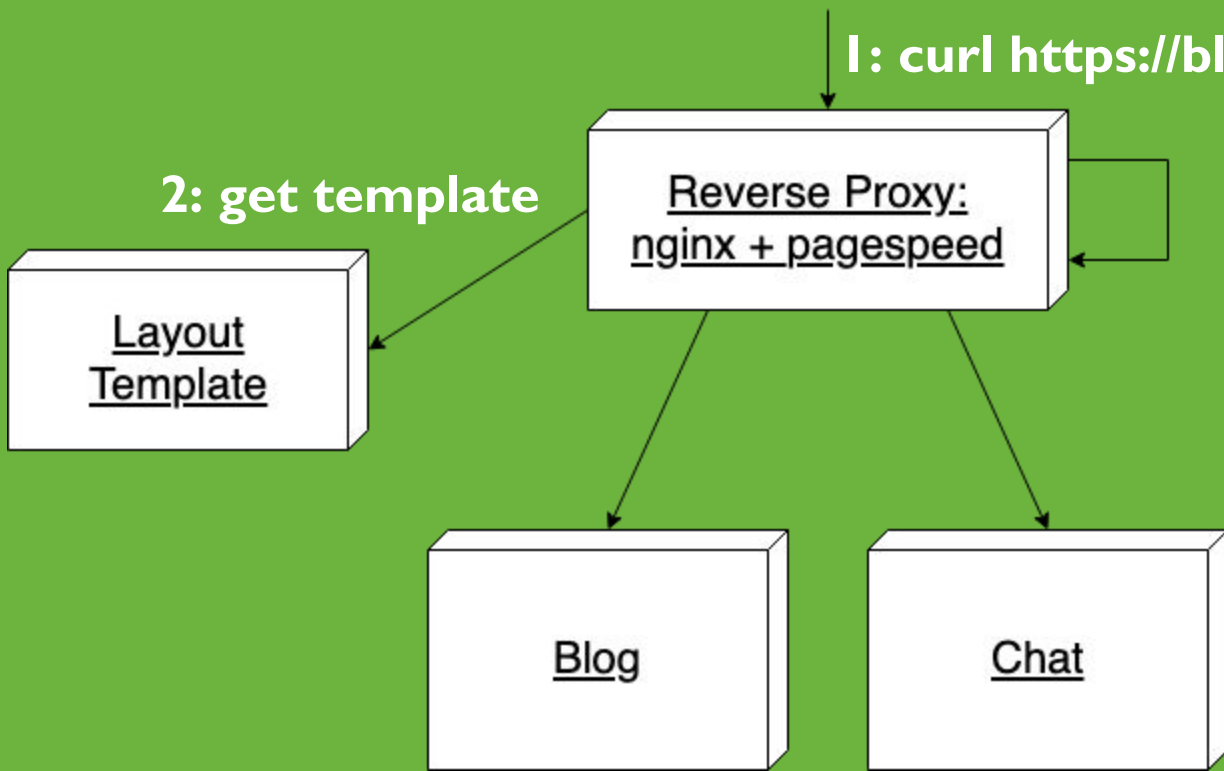 1: curl https://bl
2: get template
Reverse Proxy:
nginx + pagespeed
Layout
Template
Blog
Chat